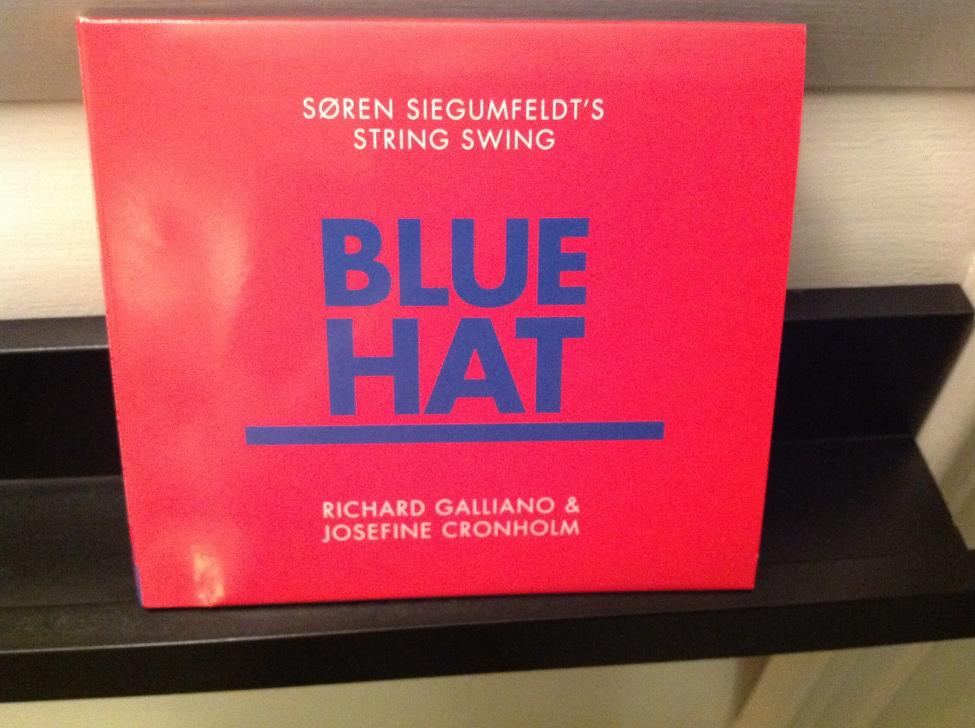 SØREN SIEGUMFELDT'S
STRING SWING
BLUE
HAT
RICHARD GALLIANO &
JOSEFINE CRONHOLM